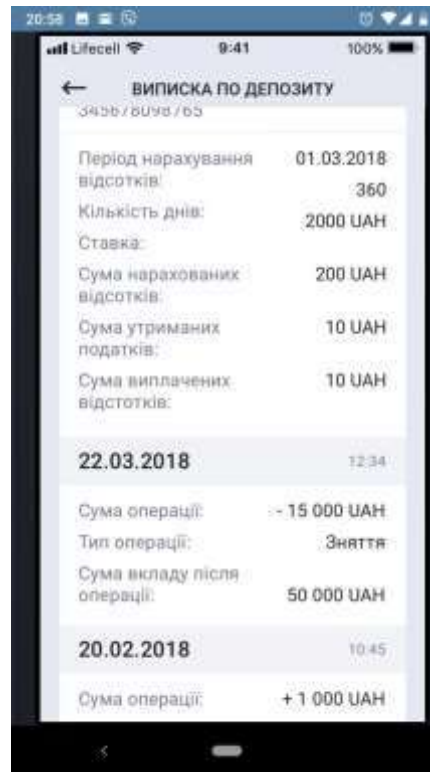 20:58
Lifecell 9:41 100%
← ВИПИСКА ПО ДЕПОЗИТУ
345678098765
Період нарахування 01.03.2018
відсотків:
360
Кількість днів:
2000 UAH
Ставка:
Сума нарахованих 200 UAH
відсотків:
Сума утриманих 10 UAH
податків:
Сума виплачених 10 UAH
відстотків:
22.03.2018 12:34
Сума операції: - 15 000 UAH
Тип операції: Зняття
Сума вкладу після
операції: 50 000 UAH
20.02.2018 10:45
Сума операції: + 1 000 UAH